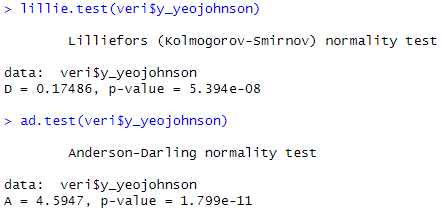 > lillie.test(veri$y_yeojohnson)
Lilliefors (Kolmogorov-Smirnov) normality test
data:  veri$y_yeojohnson
D = 0.17486, p-value = 5.394e-08
> ad.test(veri$y_yeojohnson)
Anderson-Darling normality test
data:  veri$y_yeojohnson
A = 4.5947, p-value = 1.799e-11